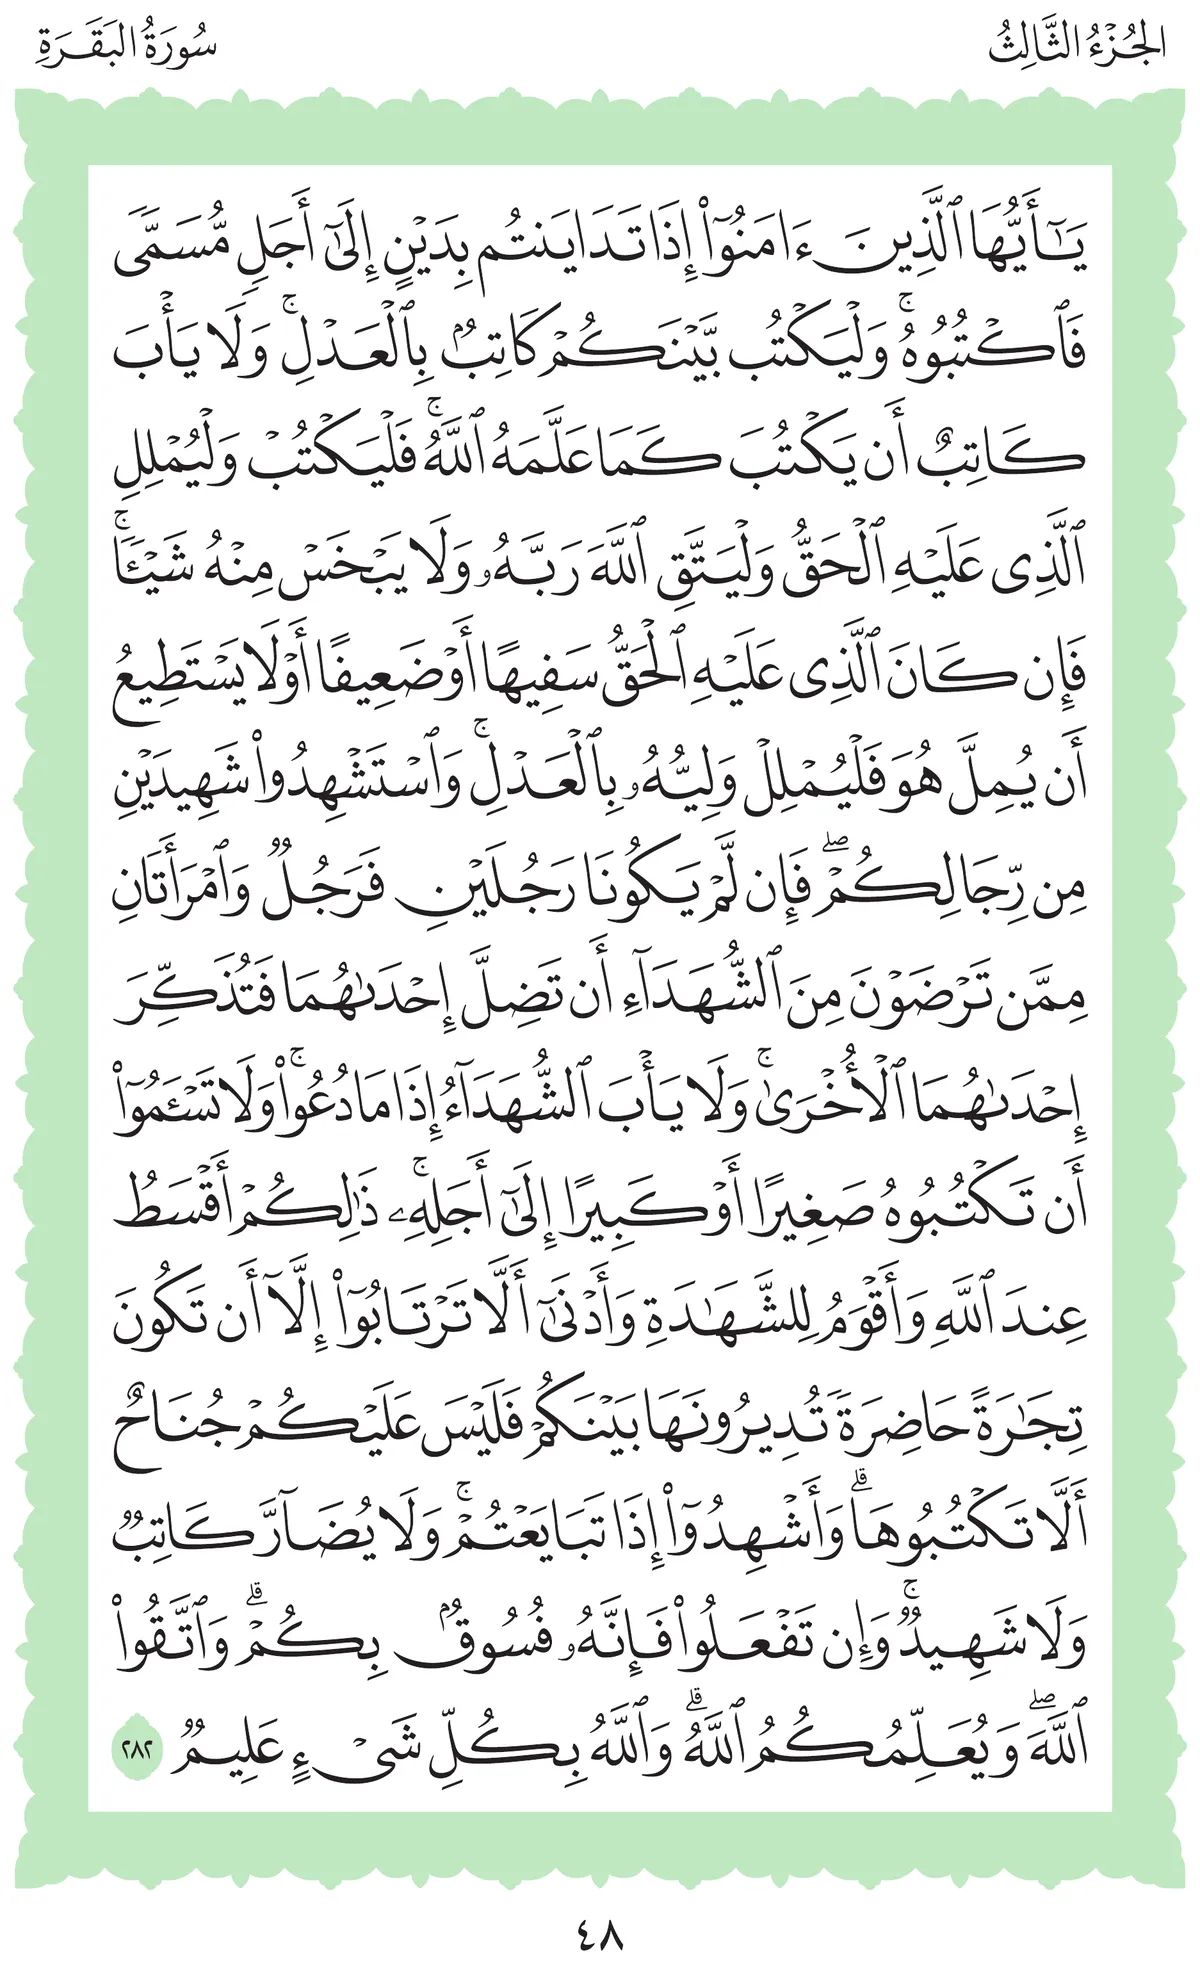 الجُزْءُ الثَّالِثُ
سُورَةُ البَقَرَةِ
يَـٰٓأَيُّهَا ٱلَّذِينَ ءَامَنُوٓا۟ إِذَا تَدَايَنتُم بِدَيْنٍ إِلَىٰٓ أَجَلٍ مُّسَمًّى
فَٱكْتُبُوهُ ۚ وَلْيَكْتُب بَّيْنَكُمْ كَاتِبٌۢ بِٱلْعَدْلِ ۚ وَلَا يَأْبَ
كَاتِبٌ أَن يَكْتُبَ كَمَا عَلَّمَهُ ٱللَّهُ ۚ فَلْيَكْتُبْ وَلْيُمْلِلِ
ٱلَّذِى عَلَيْهِ ٱلْحَقُّ وَلْيَتَّقِ ٱللَّهَ رَبَّهُۥ وَلَا يَبْخَسْ مِنْهُ شَيْـًٔا ۚ
فَإِن كَانَ ٱلَّذِى عَلَيْهِ ٱلْحَقُّ سَفِيهًا أَوْ ضَعِيفًا أَوْ لَا يَسْتَطِيعُ
أَن يُمِلَّ هُوَ فَلْيُمْلِلْ وَلِيُّهُۥ بِٱلْعَدْلِ ۚ وَٱسْتَشْهِدُوا۟ شَهِيدَيْنِ
مِن رِّجَالِكُمْ ۖ فَإِن لَّمْ يَكُونَا رَجُلَيْنِ فَرَجُلٌ وَٱمْرَأَتَانِ
مِمَّن تَرْضَوْنَ مِنَ ٱلشُّهَدَآءِ أَن تَضِلَّ إِحْدَىٰهُمَا فَتُذَكِّرَ
إِحْدَىٰهُمَا ٱلْأُخْرَىٰ ۚ وَلَا يَأْبَ ٱلشُّهَدَآءُ إِذَا مَا دُعُوا۟ ۚ وَلَا تَسْـَٔمُوٓا۟
أَن تَكْتُبُوهُ صَغِيرًا أَوْ كَبِيرًا إِلَىٰٓ أَجَلِهِۦ ۚ ذَٰلِكُمْ أَقْسَطُ
عِندَ ٱللَّهِ وَأَقْوَمُ لِلشَّهَـٰدَةِ وَأَدْنَىٰٓ أَلَّا تَرْتَابُوٓا۟ إِلَّآ أَن تَكُونَ
تِجَـٰرَةً حَاضِرَةً تُدِيرُونَهَا بَيْنَكُمْ فَلَيْسَ عَلَيْكُمْ جُنَاحٌ
أَلَّا تَكْتُبُوهَا ۗ وَأَشْهِدُوٓا۟ إِذَا تَبَايَعْتُمْ ۚ وَلَا يُضَآرَّ كَاتِبٌ
وَلَا شَهِيدٌ ۚ وَإِن تَفْعَلُوا۟ فَإِنَّهُۥ فُسُوقٌۢ بِكُمْ ۗ وَٱتَّقُوا۟
ٱللَّهَ ۖ وَيُعَلِّمُكُمُ ٱللَّهُ ۗ وَٱللَّهُ بِكُلِّ شَىْءٍ عَلِيمٌ ٢٨٢
٤٨